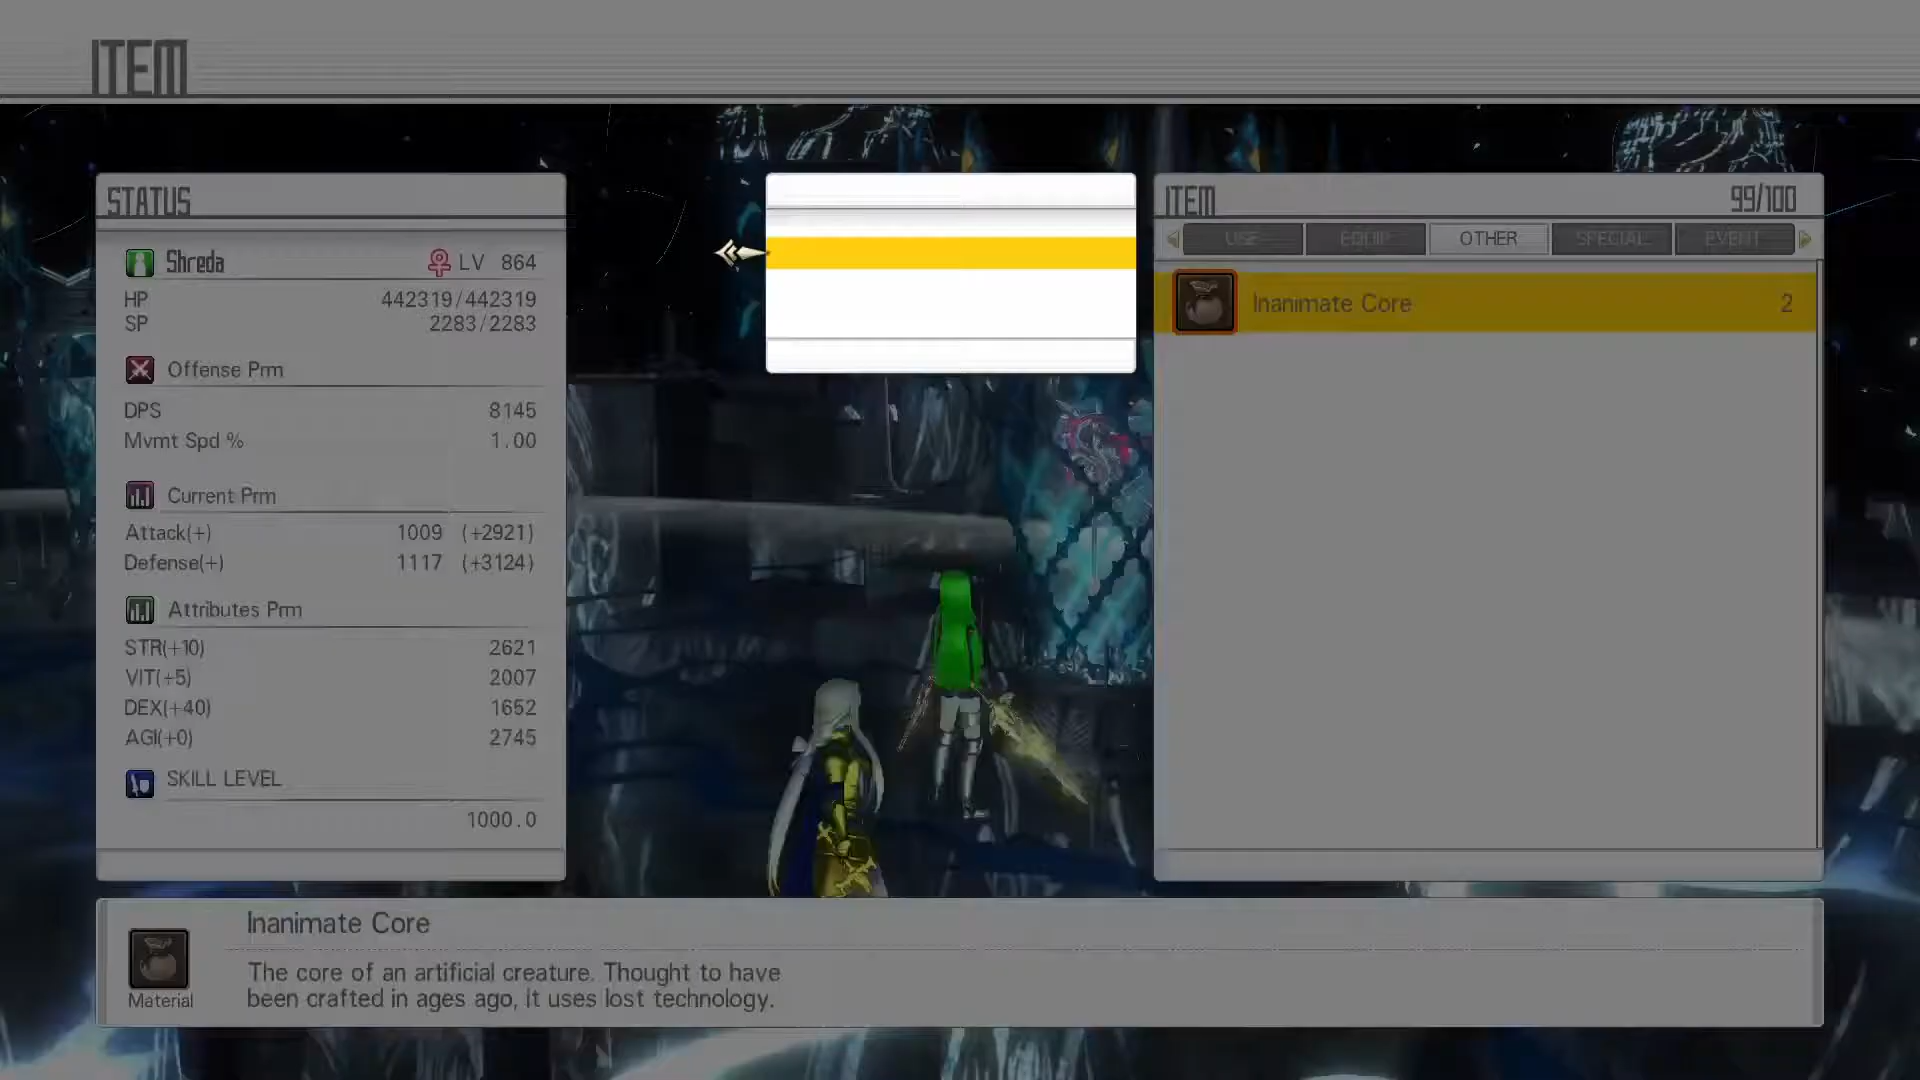 ITEM
STATUS
Shreda LV 864
HP 442319/442319
SP 2283/2283
Offense Prm
DPS 8145
Mvmt Spd % 1.00
Current Prm
Attack(+) 1009 (+2921)
Defense(+) 1117 (+3124)
Attributes Prm
STR(+10) 2621
VIT(+5) 2007
DEX(+40) 1652
AGI(+0) 2745
SKILL LEVEL
1000.0
ITEM 99/100
USE EQUIP OTHER SPECIAL EVENT
Inanimate Core 2
Inanimate Core
Material
The core of an artificial creature. Thought to have
been crafted in ages ago, it uses lost technology.